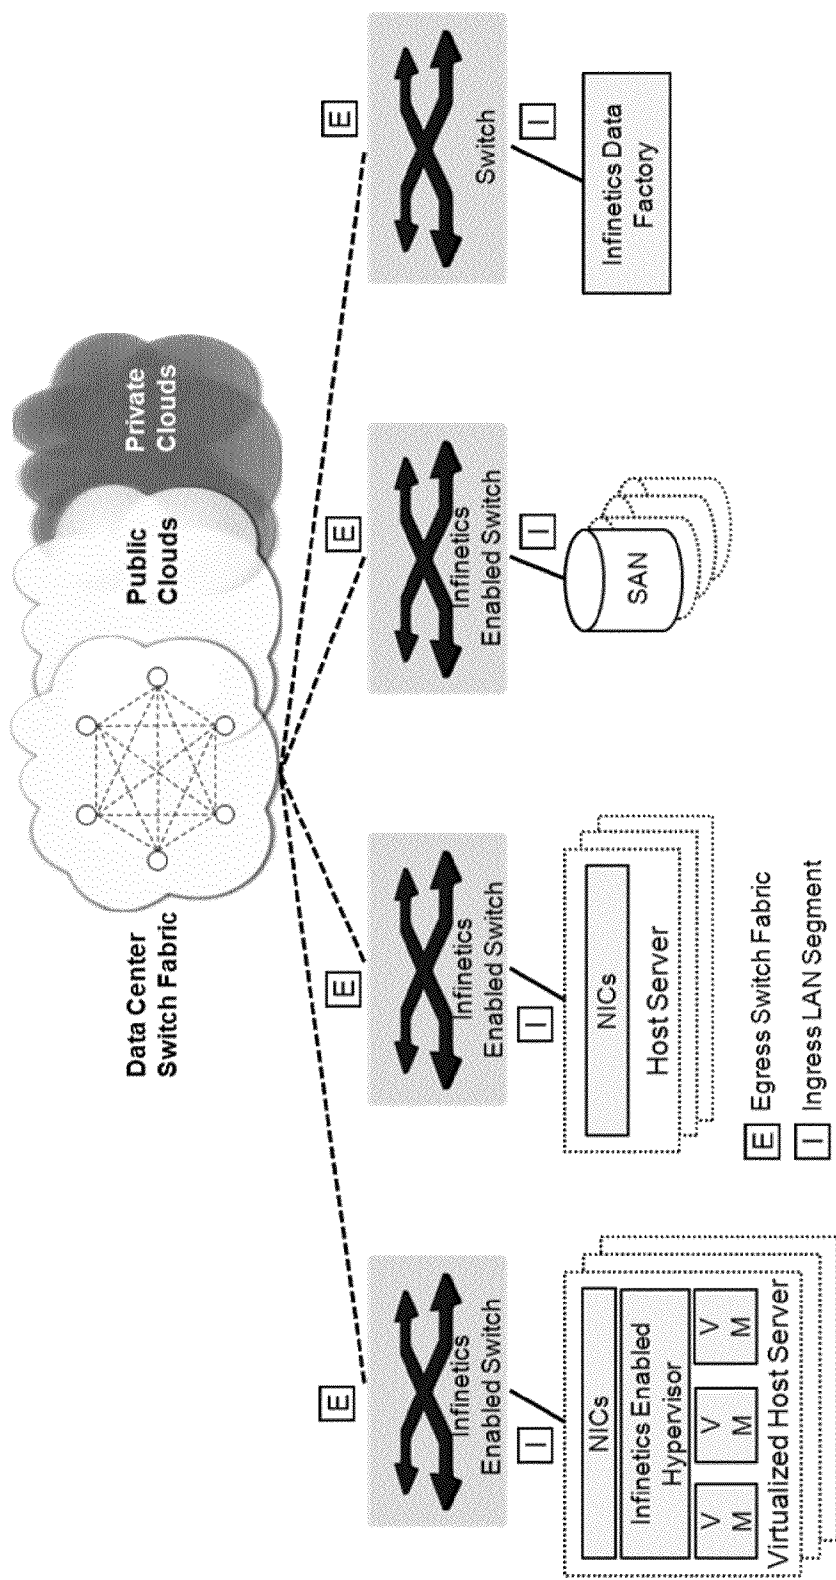 Data Center
Switch Fabric
Public
Clouds
Private
Clouds
E
E
E
E
Infinetics
Enabled Switch
Infinetics
Enabled Switch
Infinetics
Enabled Switch
Switch
I
I
I
I
NICs
Infinetics Enabled
Hypervisor
V
M
V
M
V
M
Virtualized Host Server
NICs
Host Server
SAN
Infinetics Data
Factory
E Egress Switch Fabric
I Ingress LAN Segment